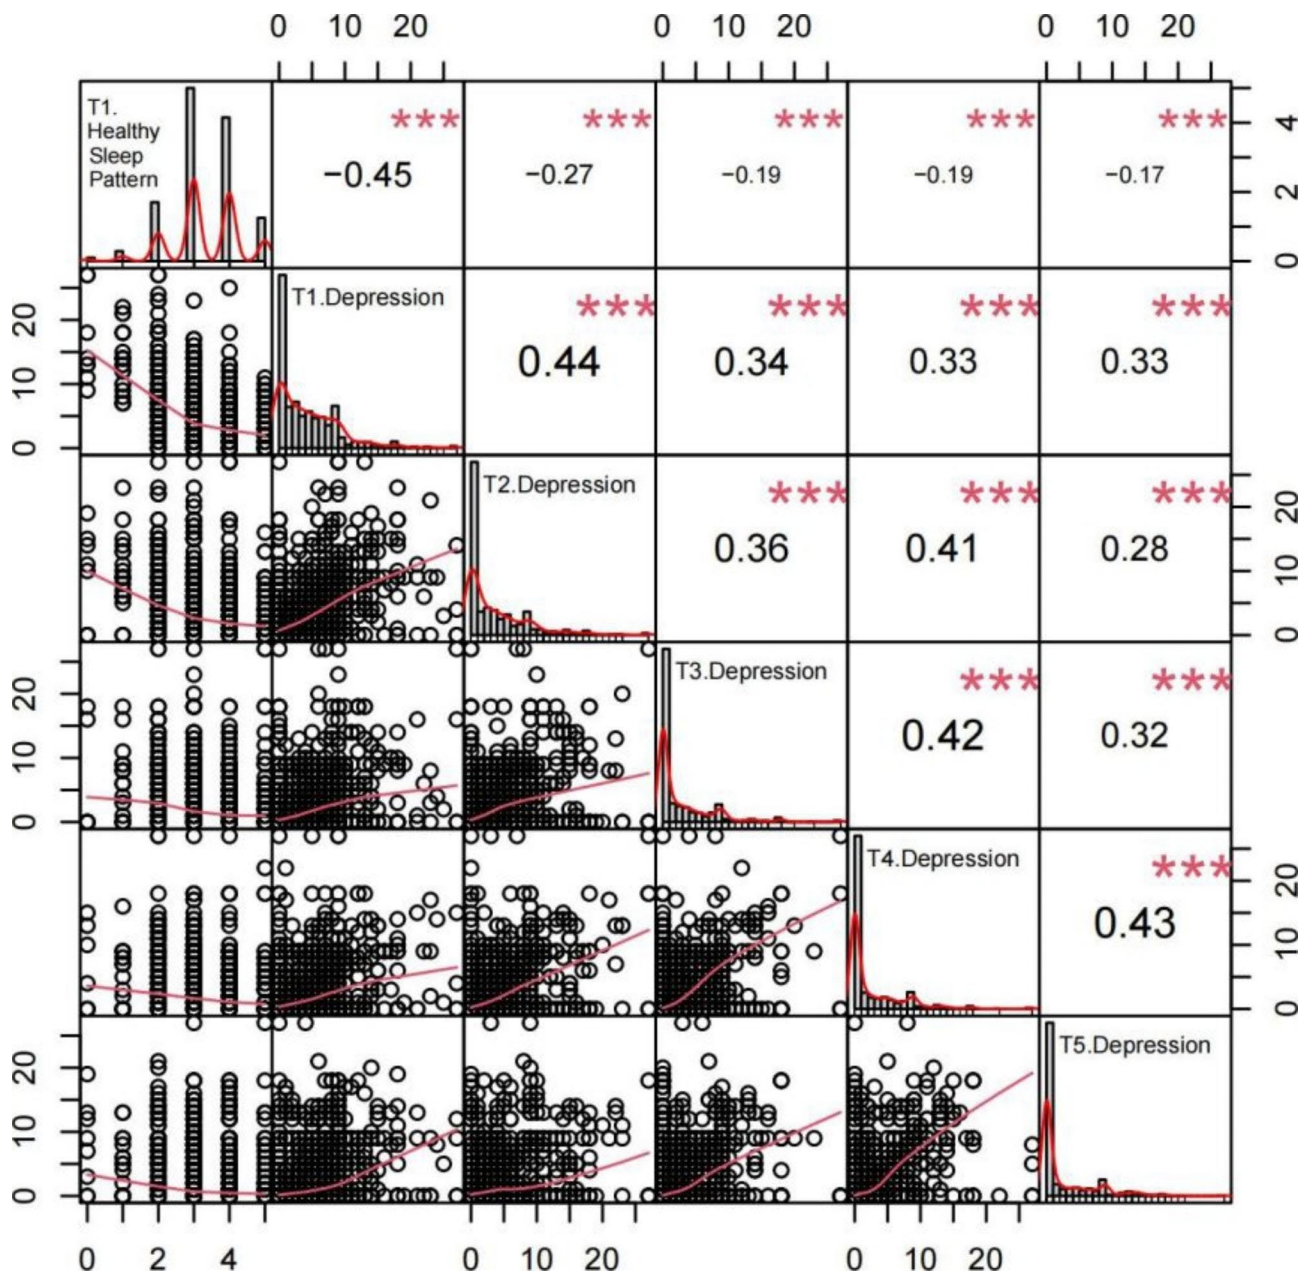 0 10 20 0 10 20 0 10 20
T1.
Healthy
Sleep
Pattern
*** *** *** *** ***
−0.45 −0.27 −0.19 −0.19 −0.17
0 2 4
T1.Depression
*** *** *** ***
0.44 0.34 0.33 0.33
0 10 20
T2.Depression
*** *** ***
0.36 0.41 0.28
0 10 20
T3.Depression
*** ***
0.42 0.32
0 10 20
T4.Depression
***
0.43
0 10 20
T5.Depression
0 10 20
0 2 4 0 10 20 0 10 20